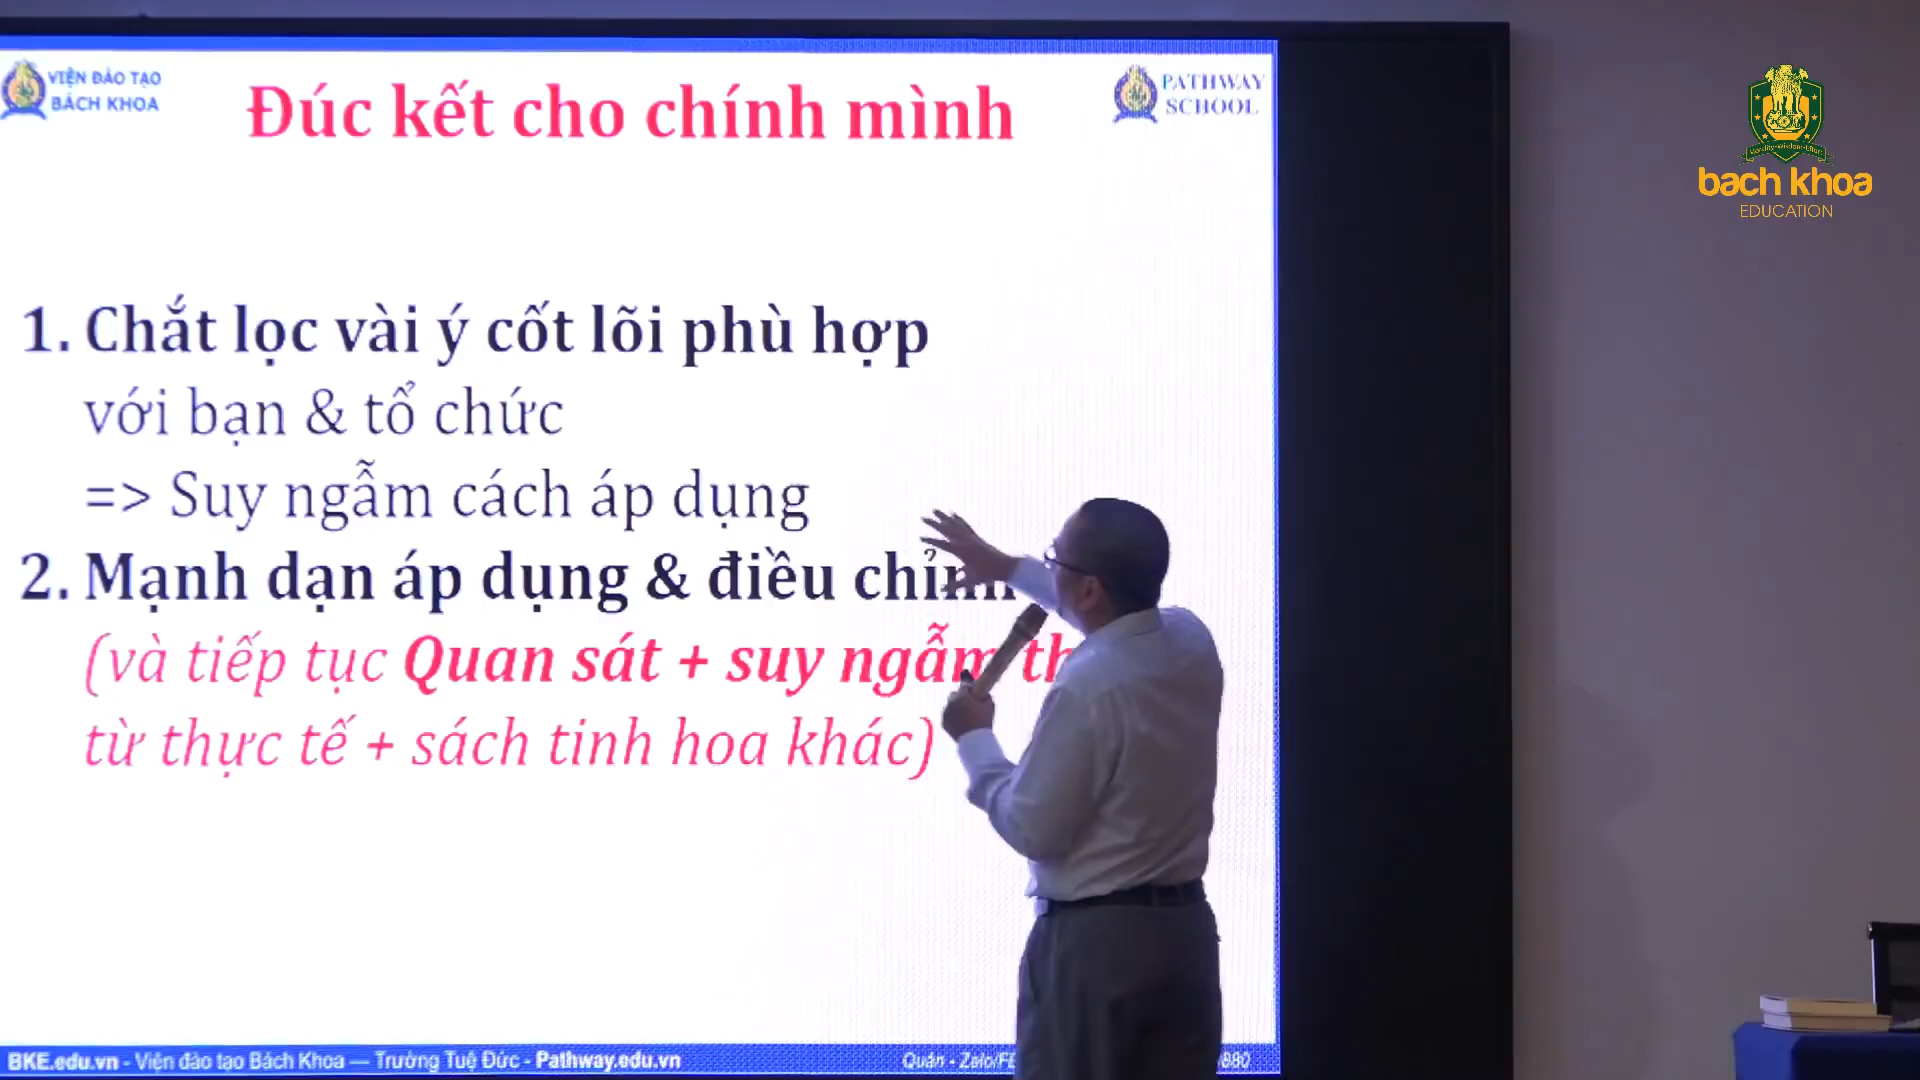 VIỆN ĐÀO TẠO
BÁCH KHOA
Đúc kết cho chính mình
PATHWAY
SCHOOL
bach khoa
EDUCATION
1. Chắt lọc vài ý cốt lõi phù hợp
với bạn & tổ chức
=> Suy ngẫm cách áp dụng
2. Mạnh dạn áp dụng & điều chỉnh
(và tiếp tục Quan sát + suy ngẫm
từ thực tế + sách tinh hoa khác)
BKE.edu.vn - Viện đào tạo Bách Khoa — Trường Tuệ Đức - Pathway.edu.vn